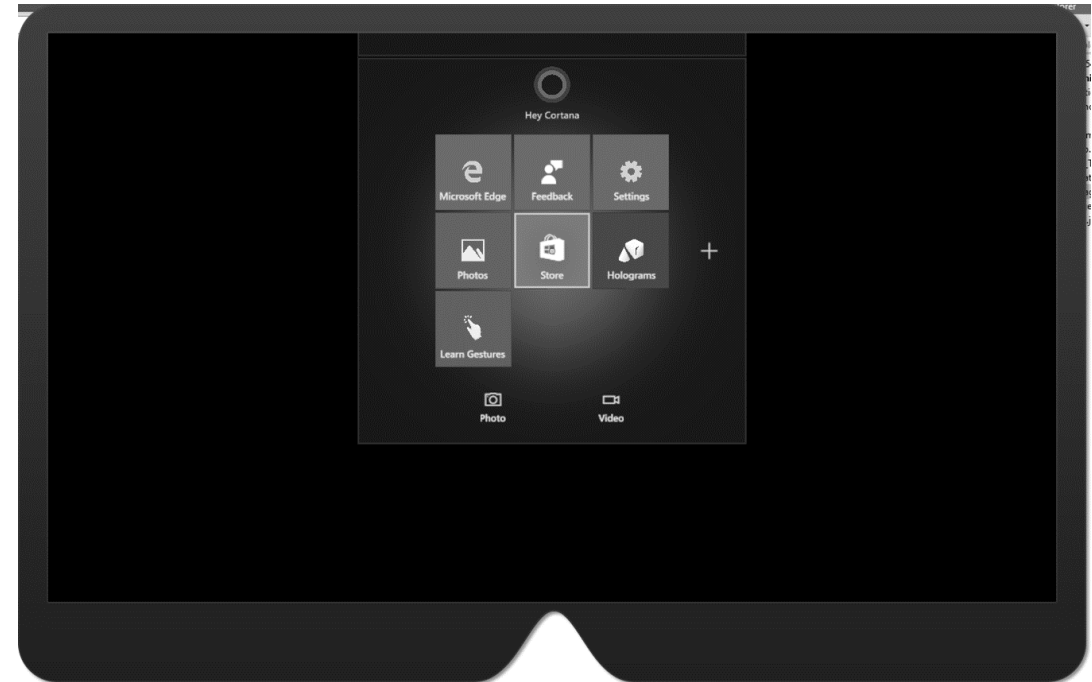 Hey Cortana
Microsoft Edge Feedback Settings
Photos Store Holograms
Learn Gestures
Photo Video